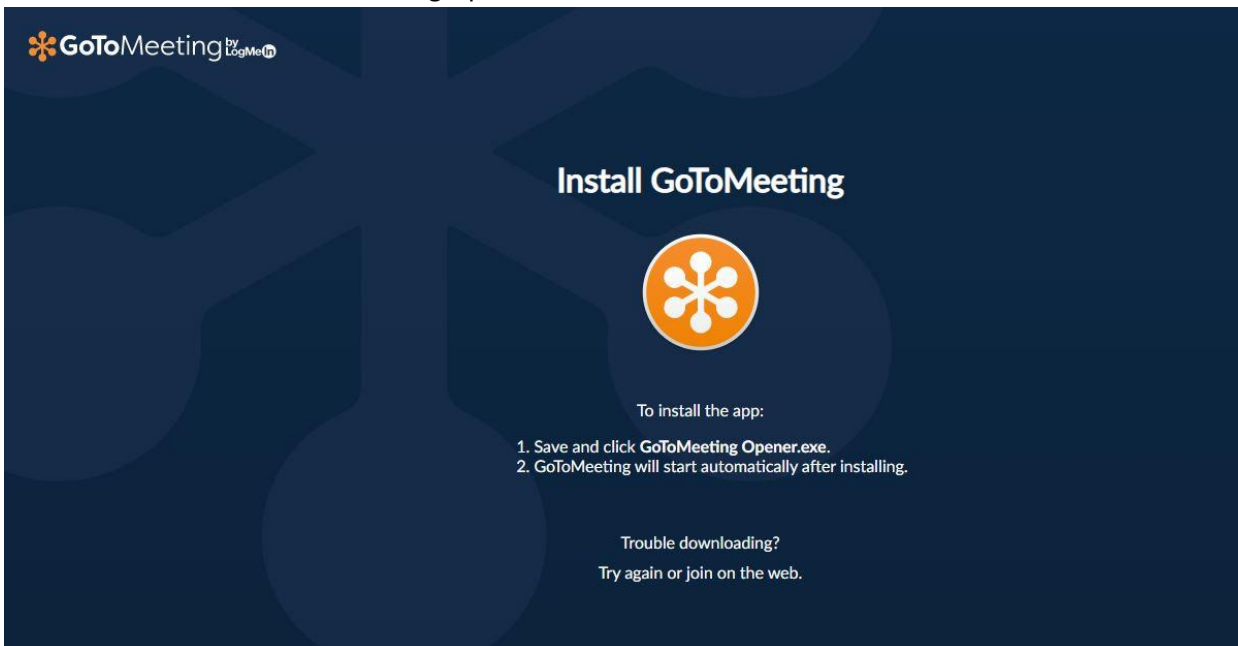 GoToMeeting by LogMeIn
Install GoToMeeting
To install the app:
1. Save and click GoToMeeting Opener.exe.
2. GoToMeeting will start automatically after installing.
Trouble downloading?
Try again or join on the web.